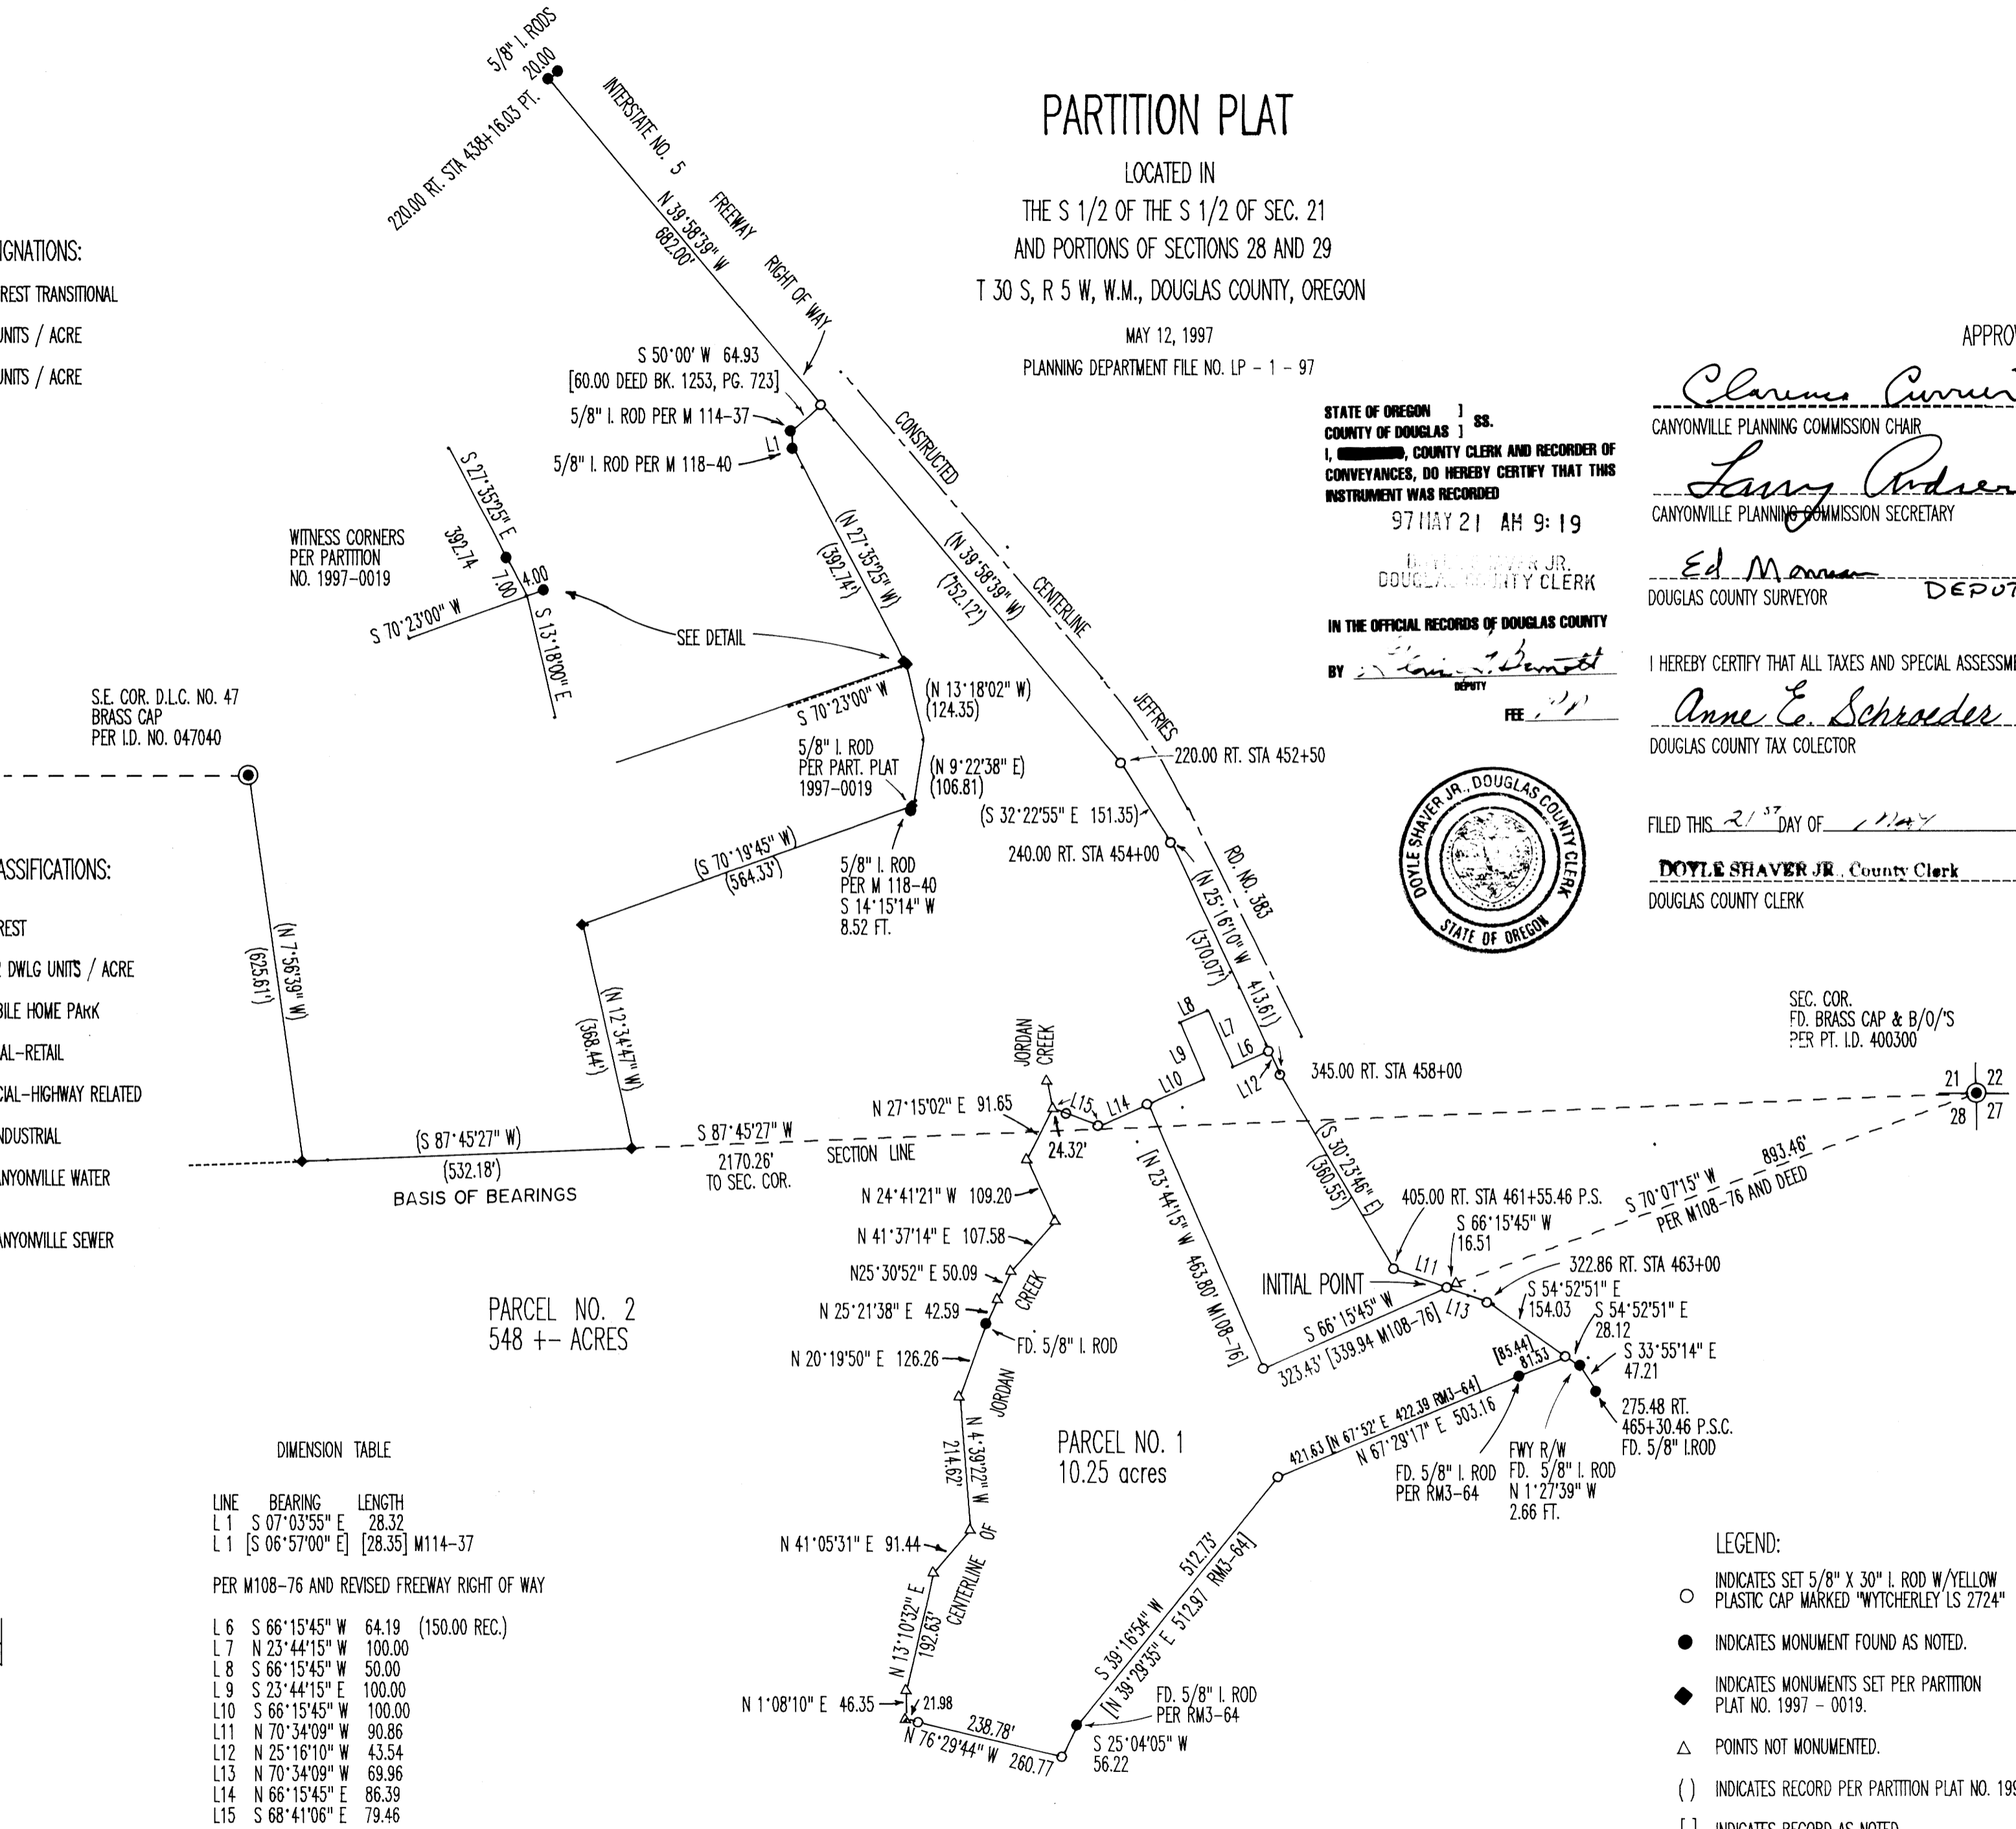 PARTITION PLAT
LOCATED IN
THE S 1/2 OF THE S 1/2 OF SEC. 21
AND PORTIONS OF SECTIONS 28 AND 29
T 30 S, R 5 W, W.M., DOUGLAS COUNTY, OREGON
MAY 12, 1997
PLANNING DEPARTMENT FILE NO. LP - 1 - 97
5/8" I. RODS
20.00
220.00 RT. STA 438+16.03 PT.
INTERSTATE NO. 5 FREEWAY RIGHT OF WAY
N 39°58'39" W
682.00'
IGNATIONS:
REST TRANSITIONAL
UNITS / ACRE
UNITS / ACRE
S 50°00' W 64.93
[60.00 DEED BK. 1253, PG. 723]
5/8" I. ROD PER M 114-37
L1
5/8" I. ROD PER M 118-40
CONSTRUCTED CENTERLINE
JEFFRIES RD. NO. 383
(N 27°35'25" W)
(392.74')
(N 39°58'39" W)
(752.12')
S 27°35'25" E
392.74
7.00
4.00
S 70°23'00" W
S 13°18'00" E
WITNESS CORNERS
PER PARTITION
NO. 1997-0019
SEE DETAIL
S 70°23'00" W
(N 13°18'02" W)
(124.35)
5/8" I. ROD
PER PART. PLAT
1997-0019
(N 9°22'38" E)
(106.81)
S.E. COR. D.L.C. NO. 47
BRASS CAP
PER I.D. NO. 047040
220.00 RT. STA 452+50
(S 32°22'55" E 151.35)
240.00 RT. STA 454+00
(S 70°19'45" W)
(564.33')
5/8" I. ROD
PER M 118-40
S 14°15'14" W
8.52 FT.
(N 25°16'10" W 413.61)
(370.07')
ASSIFICATIONS:
REST
2 DWLG UNITS / ACRE
BILE HOME PARK
AL-RETAIL
CIAL-HIGHWAY RELATED
NDUSTRIAL
ANYONVILLE WATER
ANYONVILLE SEWER
(N 7°56'39" W)
(625.61')
(N 12°34'47" W)
(368.44')
JORDAN
CREEK
L8
L7
L9
L6
L10
L12
L14
L15
345.00 RT. STA 458+00
N 27°15'02" E 91.65
24.32'
(S 87°45'27" W)
(532.18')
BASIS OF BEARINGS
S 87°45'27" W
2170.26'
TO SEC. COR.
SECTION LINE
N 24°41'21" W 109.20
N 41°37'14" E 107.58
N25°30'52" E 50.09
N 25°21'38" E 42.59
FD. 5/8" I. ROD
N 20°19'50" E 126.26
[N 23°44'15" W 463.80' M108-76]
(S 30°23'46" E)
(360.55')
405.00 RT. STA 461+55.46 P.S.
S 66°15'45" W
16.51
L11
INITIAL POINT
L13
S 66°15'45" W
323.43' [339.94 M108-76]
S 70°07'15" W 893.46'
PER M108-76 AND DEED
322.86 RT. STA 463+00
S 54°52'51" E
154.03
S 54°52'51" E
28.12
S 33°55'14" E
47.21
275.48 RT.
465+30.46 P.S.C.
FD. 5/8" I.ROD
[85.44]
81.53
421.63 [N 67°52' E 422.39 RM3-64]
N 67°29'17" E 503.16
FD. 5/8" I. ROD
PER RM3-64
FWY R/W
FD. 5/8" I. ROD
N 1°27'39" W
2.66 FT.
SEC. COR.
FD. BRASS CAP & B/O/'S
PER PT. I.D. 400300
21 22
28 27
PARCEL NO. 2
548 +- ACRES
PARCEL NO. 1
10.25 acres
N 4°39'22" W
214.62'
N 41°05'31" E 91.44
CENTERLINE OF JORDAN CREEK
N 13°10'32" E
192.63'
N 1°08'10" E 46.35
21.98
238.78'
N 76°29'44" W 260.77
S 39°16'54" W 512.73'
[N 39°29'35" E 512.97 RM3-64]
FD. 5/8" I. ROD
PER RM3-64
S 25°04'05" W
56.22
DIMENSION TABLE
LINE BEARING LENGTH
L 1 S 07°03'55" E 28.32
L 1 [S 06°57'00" E] [28.35] M114-37
PER M108-76 AND REVISED FREEWAY RIGHT OF WAY
L 6 S 66°15'45" W 64.19 (150.00 REC.)
L 7 N 23°44'15" W 100.00
L 8 S 66°15'45" W 50.00
L 9 S 23°44'15" E 100.00
L10 S 66°15'45" W 100.00
L11 N 70°34'09" W 90.86
L12 N 25°16'10" W 43.54
L13 N 70°34'09" W 69.96
L14 N 66°15'45" E 86.39
L15 S 68°41'06" E 79.46
STATE OF OREGON ] SS.
COUNTY OF DOUGLAS ]
I, , COUNTY CLERK AND RECORDER OF
CONVEYANCES, DO HEREBY CERTIFY THAT THIS
INSTRUMENT WAS RECORDED
97 MAY 21 AM 9:19
DOUGLAS COUNTY CLERK
IN THE OFFICIAL RECORDS OF DOUGLAS COUNTY
BY
DEPUTY
FEE
DOYLE SHAVER JR., DOUGLAS COUNTY CLERK
STATE OF OREGON
APPRO
Clarence Currier
CANYONVILLE PLANNING COMMISSION CHAIR
Larry
CANYONVILLE PLANNING COMMISSION SECRETARY
Ed
DOUGLAS COUNTY SURVEYOR DEPUT
I HEREBY CERTIFY THAT ALL TAXES AND SPECIAL ASSESSME
Anne E. Schroeder
DOUGLAS COUNTY TAX COLECTOR
FILED THIS 21ST DAY OF MAY
DOYLE SHAVER JR., County Clerk
DOUGLAS COUNTY CLERK
LEGEND:
INDICATES SET 5/8" X 30" I. ROD W/YELLOW
PLASTIC CAP MARKED "WYTCHERLEY LS 2724"
INDICATES MONUMENT FOUND AS NOTED.
INDICATES MONUMENTS SET PER PARTITION
PLAT NO. 1997 - 0019.
POINTS NOT MONUMENTED.
( ) INDICATES RECORD PER PARTITION PLAT NO. 199
[ ] INDICATES RECORD AS NOTED